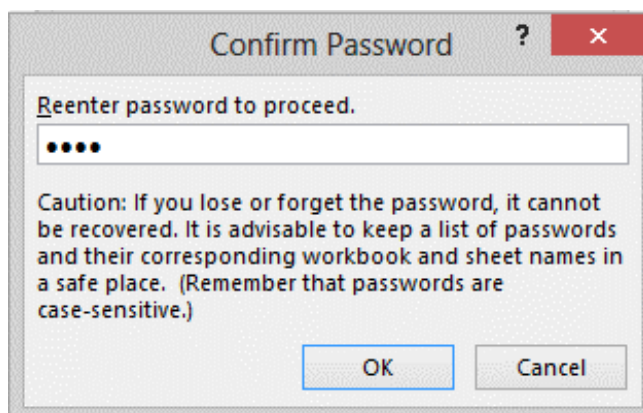 Confirm Password
?
Reenter password to proceed.
••••
Caution: If you lose or forget the password, it cannot
be recovered. It is advisable to keep a list of passwords
and their corresponding workbook and sheet names in
a safe place.  (Remember that passwords are
case-sensitive.)
OK Cancel